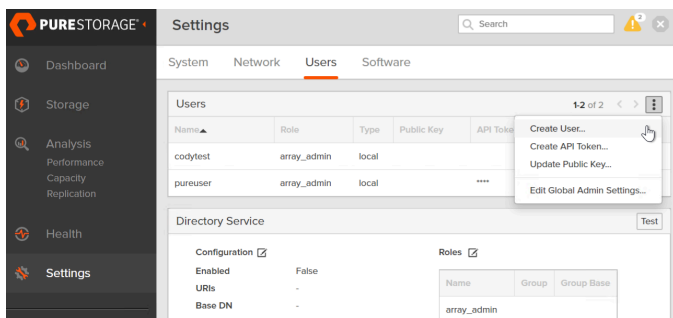 PURESTORAGE®
Settings
Search
2
Dashboard
System Network Users Software
Storage
Users
1-2 of 2
Name▲ Role Type Public Key API Toke
Create User...
Analysis
codytest array_admin local
Create API Token...
Performance
Update Public Key...
Capacity
pureuser array_admin local ****
Replication
Edit Global Admin Settings...
Directory Service
Test
Health
Configuration
Roles
Settings
Enabled False
Name Group Group Base
URIs -
Base DN -
array_admin